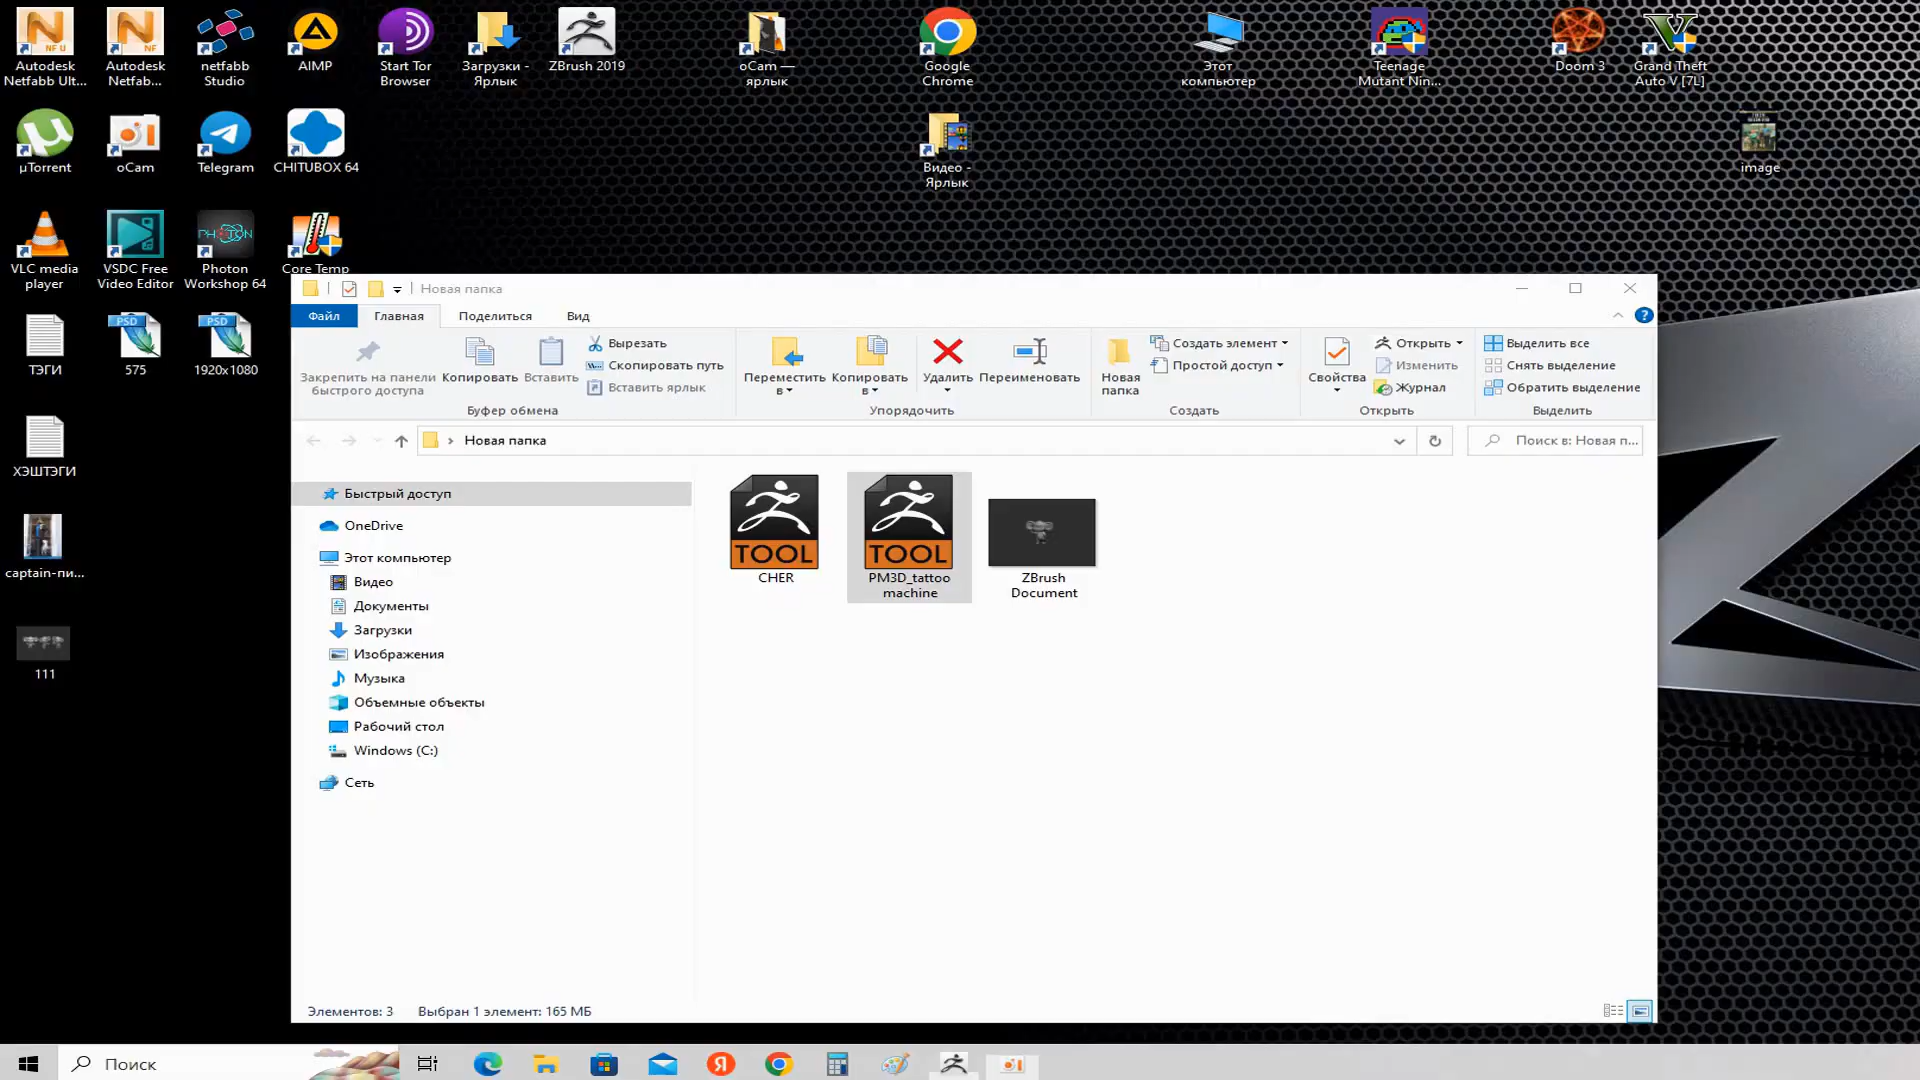 Autodesk
Netfabb Ult...
Autodesk
Netfabb...
netfabb
Studio
AIMP
Start Tor
Browser
Загрузки -
Ярлык
ZBrush 2019
oCam —
ярлык
Google
Chrome
Этот
компьютер
Teenage
Mutant Nin...
Doom 3
Grand Theft
Auto V [7L]
µTorrent
oCam
Telegram
CHITUBOX 64
Видео -
Ярлык
image
VLC media
player
VSDC Free
Video Editor
Photon
Workshop 64
Core Temp
ТЭГИ
575
1920x1080
ХЭШТЭГИ
captain-пи...
111
Новая папка
Файл
Главная
Поделиться
Вид
Закрепить на панели
быстрого доступа
Копировать
Вставить
Вырезать
Скопировать путь
Вставить ярлык
Буфер обмена
Переместить
в
Копировать
в
Удалить
Переименовать
Упорядочить
Новая
папка
Создать элемент
Простой доступ
Создать
Свойства
Открыть
Изменить
Журнал
Открыть
Выделить все
Снять выделение
Обратить выделение
Выделить
Новая папка
Поиск в: Новая п...
Быстрый доступ
OneDrive
Этот компьютер
Видео
Документы
Загрузки
Изображения
Музыка
Объемные объекты
Рабочий стол
Windows (C:)
Сеть
TOOL
CHER
TOOL
PM3D_tattoo
machine
ZBrush
Document
Элементов: 3
Выбран 1 элемент: 165 МБ
Поиск